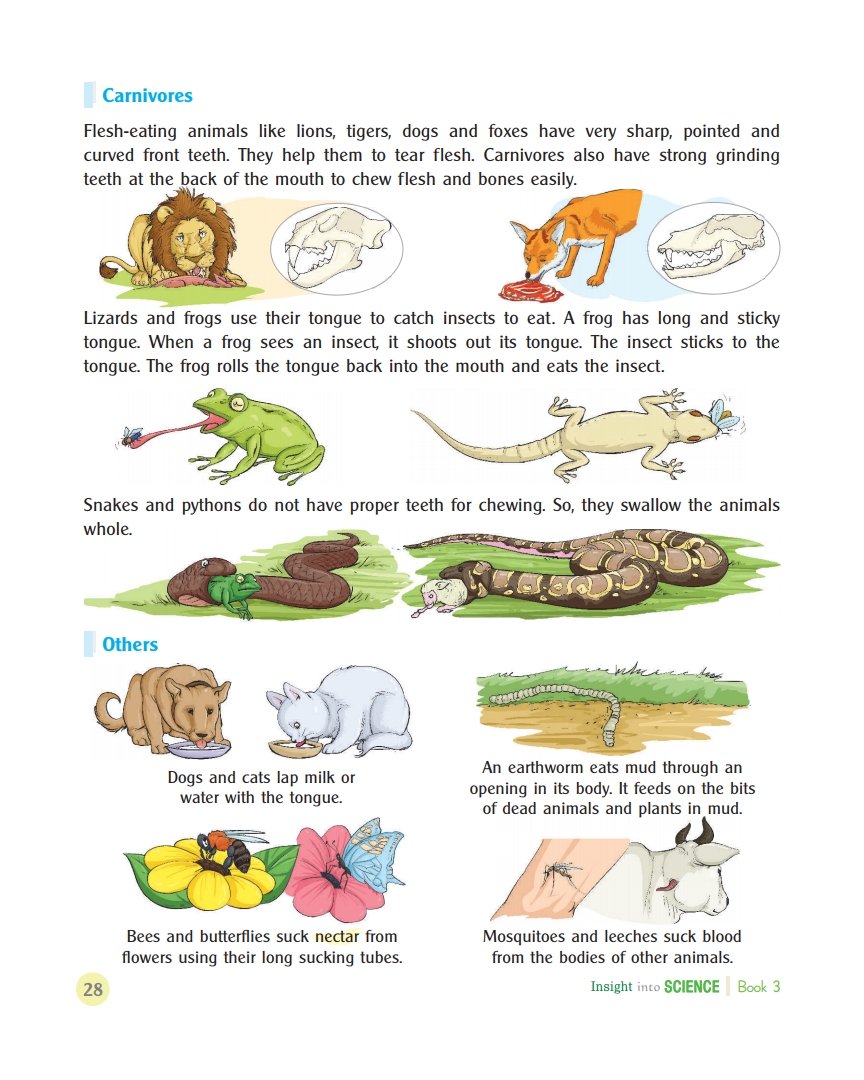 Carnivores
Flesh-eating animals like lions, tigers, dogs and foxes have very sharp, pointed and
curved front teeth. They help them to tear flesh. Carnivores also have strong grinding
teeth at the back of the mouth to chew flesh and bones easily.
Lizards and frogs use their tongue to catch insects to eat. A frog has long and sticky
tongue. When a frog sees an insect, it shoots out its tongue. The insect sticks to the
tongue. The frog rolls the tongue back into the mouth and eats the insect.
Snakes and pythons do not have proper teeth for chewing. So, they swallow the animals
whole.
Others
Dogs and cats lap milk or
water with the tongue.
An earthworm eats mud through an
opening in its body. It feeds on the bits
of dead animals and plants in mud.
Bees and butterflies suck nectar from
flowers using their long sucking tubes.
Mosquitoes and leeches suck blood
from the bodies of other animals.
28
Insight into SCIENCE Book 3